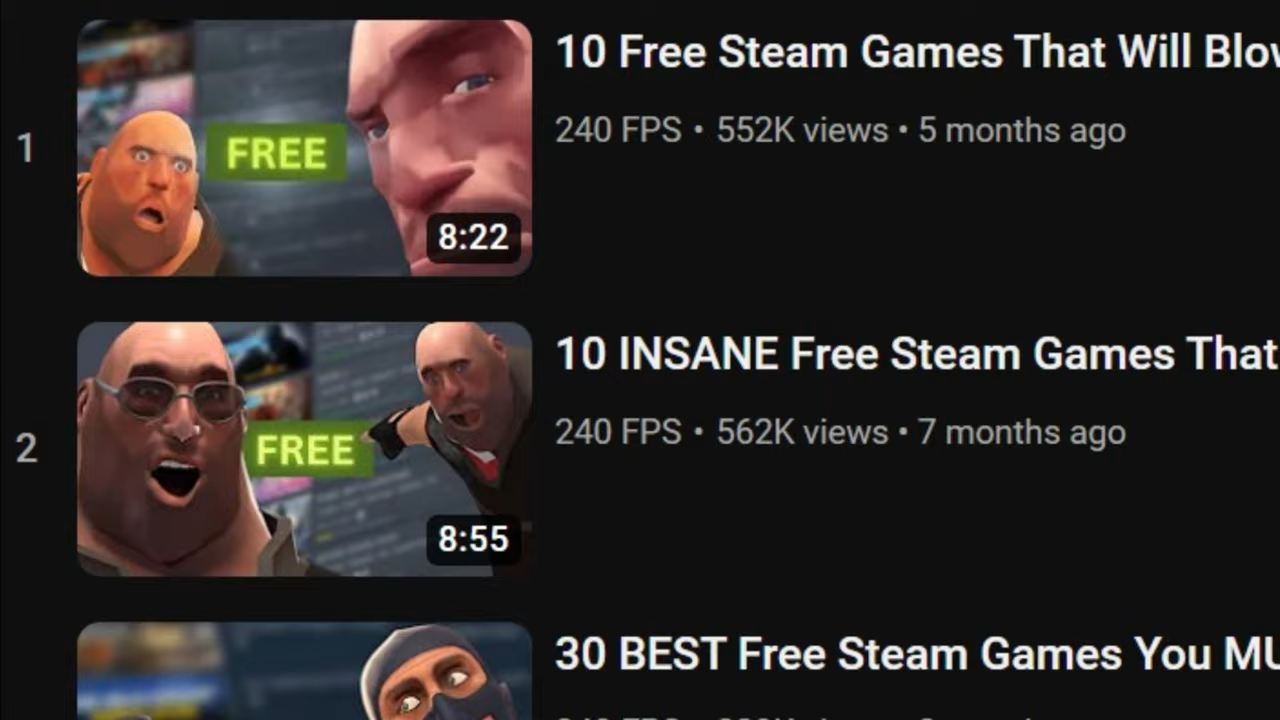 1
FREE
8:22
10 Free Steam Games That Will
240 FPS • 552K views • 5 months ago
2
FREE
8:55
10 INSANE Free Steam Games That
240 FPS • 562K views • 7 months ago
30 BEST Free Steam Games You